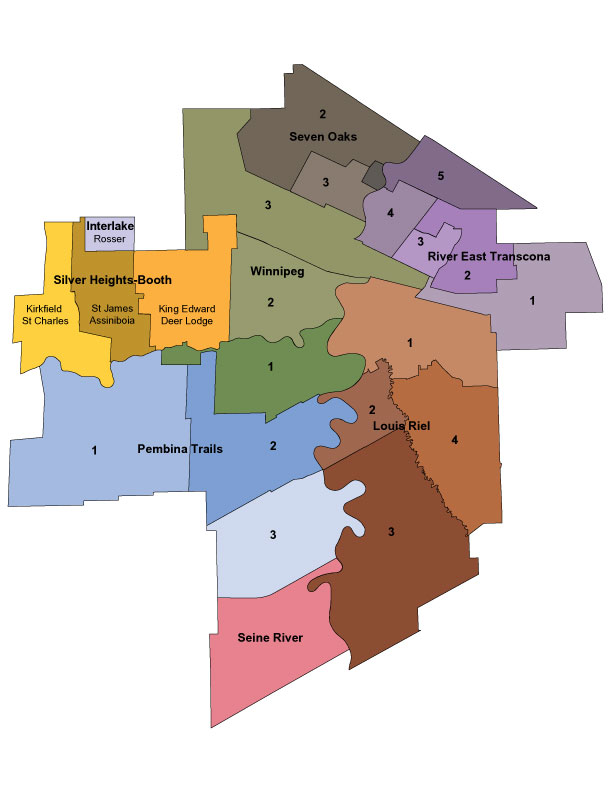 2
Seven Oaks
3
5
3
4
Interlake
Rosser
3
River East Transcona
2
1
Silver Heights-Booth
Winnipeg
2
Kirkfield
St Charles
St James
Assiniboia
King Edward
Deer Lodge
1
1
2
Louis Riel
4
1
Pembina Trails
2
3
3
Seine River